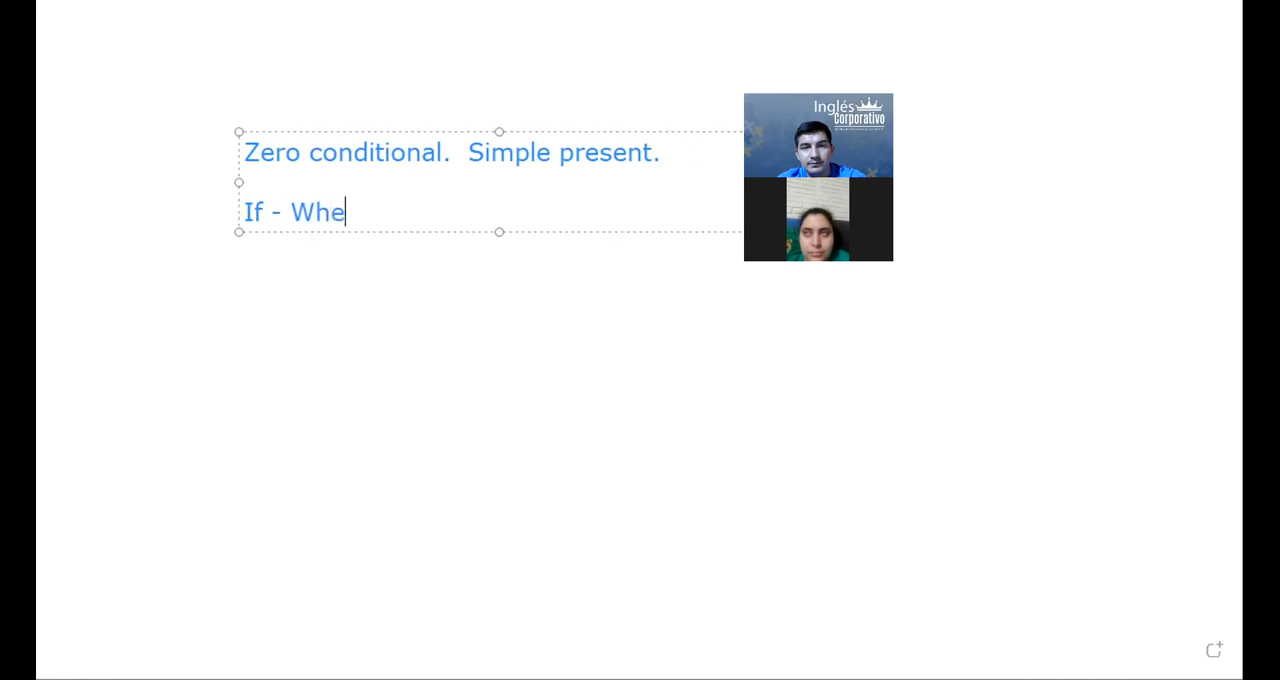 Zero conditional.  Simple present.
If - Whe
Inglés
Corporativo